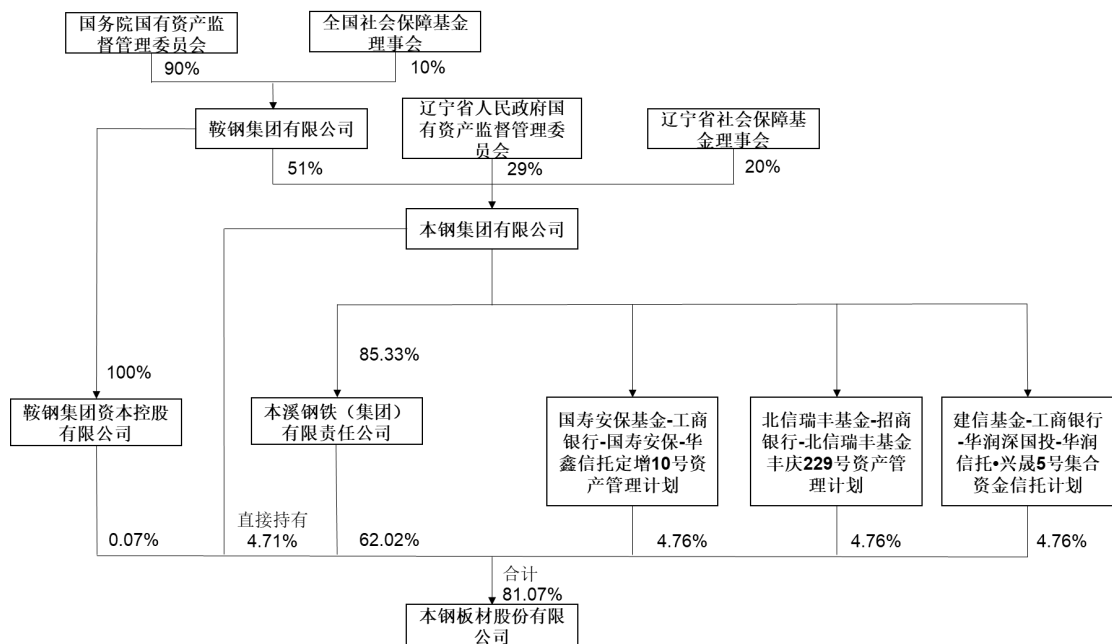 国务院国有资产监
督管理委员会
全国社会保障基金
理事会
90%
10%
鞍钢集团有限公司
辽宁省人民政府国
有资产监督管理委
员会
辽宁省社会保障基
金理事会
51%
29%
20%
本钢集团有限公司
85.33%
100%
鞍钢集团资本控股
有限公司
本溪钢铁（集团）
有限责任公司
国寿安保基金-工商
银行-国寿安保-华
鑫信托定增10号资
产管理计划
北信瑞丰基金-招商
银行-北信瑞丰基金
丰庆229号资产管
理计划
建信基金-工商银行
-华润深国投-华润
信托•兴晟5号集合
资金信托计划
0.07%
直接持有
4.71%
62.02%
4.76%
4.76%
4.76%
合计
81.07%
本钢板材股份有限
公司